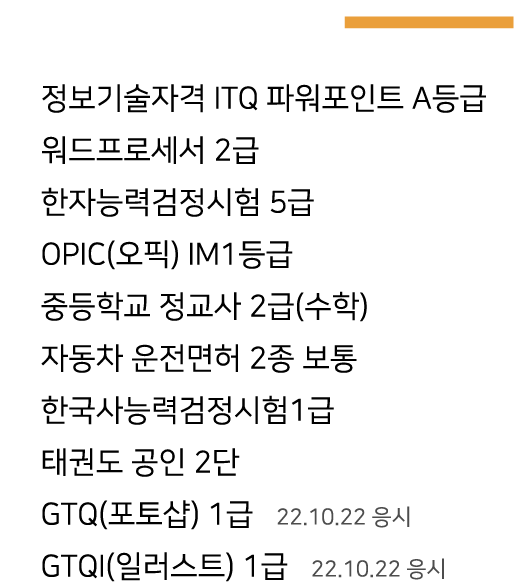 정보기술자격 ITQ 파워포인트 A등급
워드프로세서 2급
한자능력검정시험 5급
OPIC(오픽) IM1등급
중등학교 정교사 2급(수학)
자동차 운전면허 2종 보통
한국사능력검정시험1급
태권도 공인 2단
GTQ(포토샵) 1급 22.10.22 응시
GTQI(일러스트) 1급 22.10.22 응시